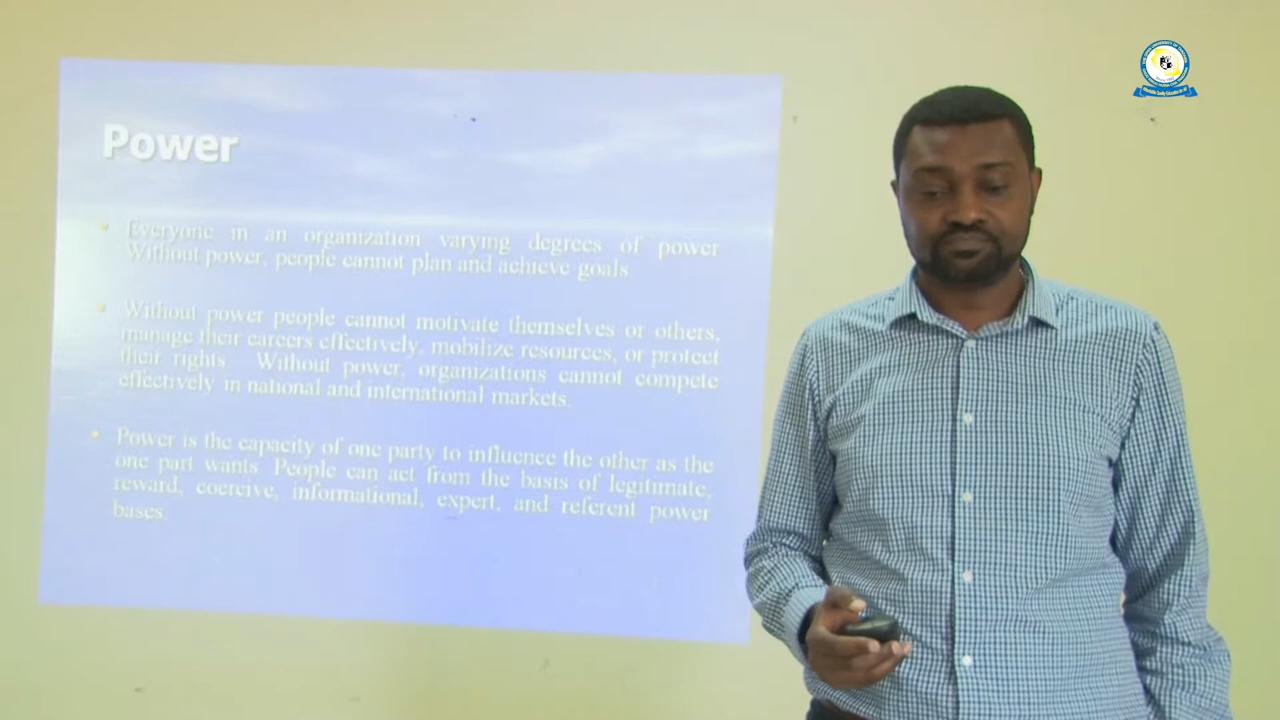 Power
Everyone in an organization varying degrees of power
Without power, people cannot plan and achieve goals.
Without power people cannot motivate themselves or others,
manage their careers effectively, mobilize resources, or protect
their rights. Without power, organizations cannot compete
effectively in national and international markets.
Power is the capacity of one party to influence the other as the
one part wants. People can act from the basis of legitimate,
reward, coercive, informational, expert, and referent power
bases.